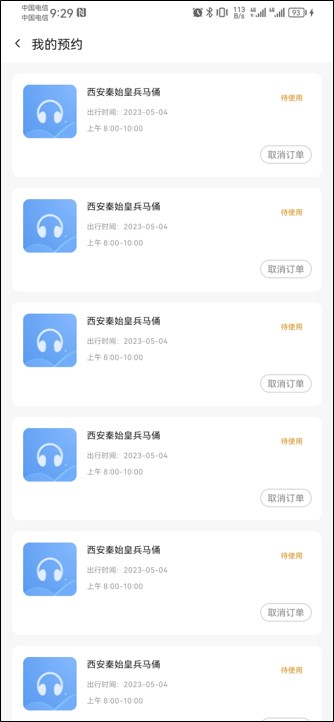 中国电信 9:29
中国电信
113 B/s 93
我的预约
西安秦始皇兵马俑
待使用
出行时间：2023-05-04
上午 8:00-10:00
取消订单
西安秦始皇兵马俑
待使用
出行时间：2023-05-04
上午 8:00-10:00
取消订单
西安秦始皇兵马俑
待使用
出行时间：2023-05-04
上午 8:00-10:00
取消订单
西安秦始皇兵马俑
待使用
出行时间：2023-05-04
上午 8:00-10:00
取消订单
西安秦始皇兵马俑
待使用
出行时间：2023-05-04
上午 8:00-10:00
取消订单
西安秦始皇兵马俑
待使用
出行时间：2023-05-04
上午 8:00-10:00